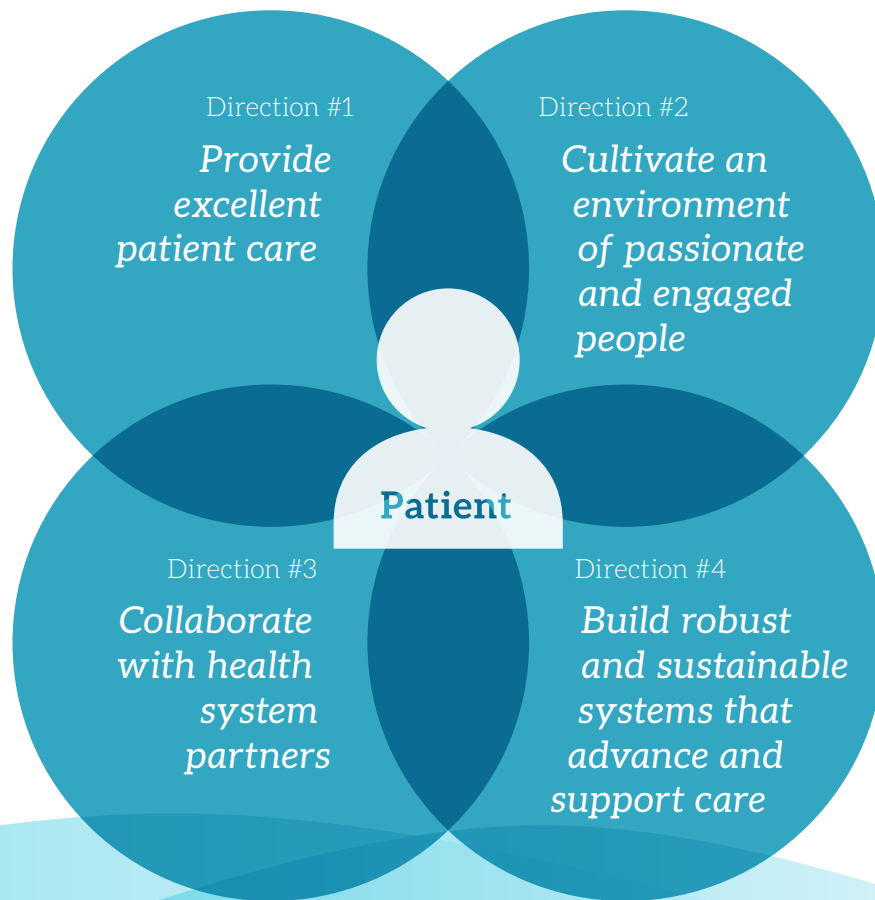 Direction #1
Provide
excellent
patient care
Direction #2
Cultivate an
environment
of passionate
and engaged
people
Patient
Direction #3
Collaborate
with health
system
partners
Direction #4
Build robust
and sustainable
systems that
advance and
support care